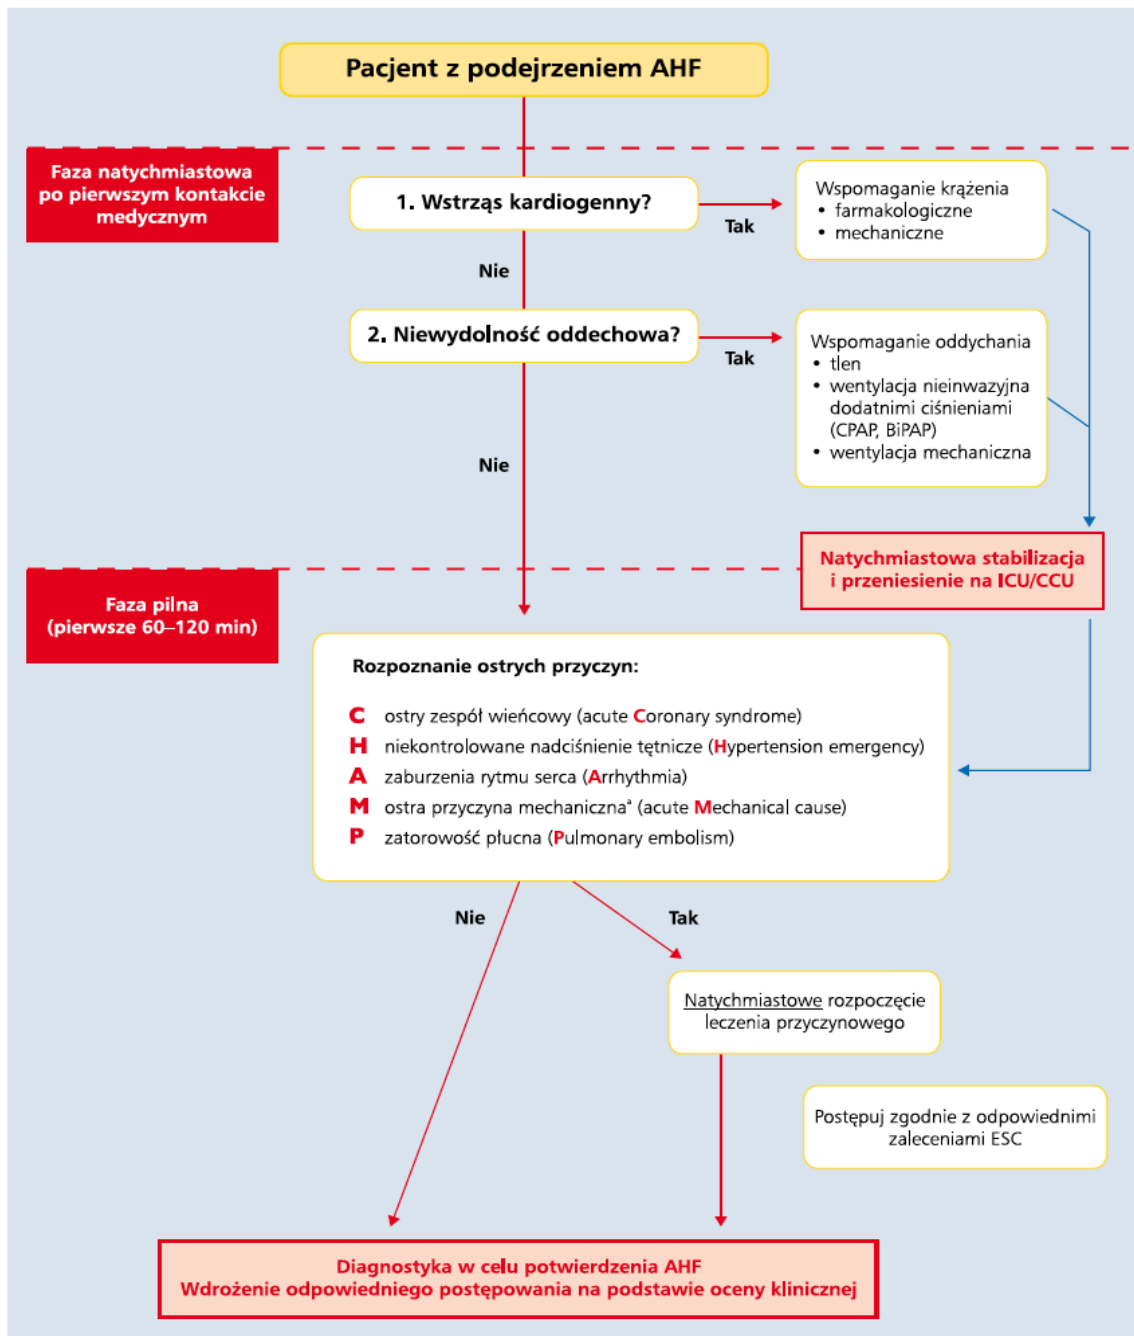 Pacjent z podejrzeniem AHF
Faza natychmiastowa
po pierwszym kontakcie
medycznym
1. Wstrząs kardiogenny?
Tak
Wspomaganie krążenia
• farmakologiczne
• mechaniczne
Nie
2. Niewydolność oddechowa?
Tak
Wspomaganie oddychania
• tlen
• wentylacja nieinwazyjna
dodatnimi ciśnieniami
(CPAP, BiPAP)
• wentylacja mechaniczna
Nie
Natychmiastowa stabilizacja
i przeniesienie na ICU/CCU
Faza pilna
(pierwsze 60–120 min)
Rozpoznanie ostrych przyczyn:
C ostry zespół wieńcowy (acute Coronary syndrome)
H niekontrolowane nadciśnienie tętnicze (Hypertension emergency)
A zaburzenia rytmu serca (Arrhythmia)
M ostra przyczyna mechanicznaᵃ (acute Mechanical cause)
P zatorowość płucna (Pulmonary embolism)
Nie
Tak
Natychmiastowe rozpoczęcie
leczenia przyczynowego
Postępuj zgodnie z odpowiednimi
zaleceniami ESC
Diagnostyka w celu potwierdzenia AHF
Wdrożenie odpowiedniego postępowania na podstawie oceny klinicznej